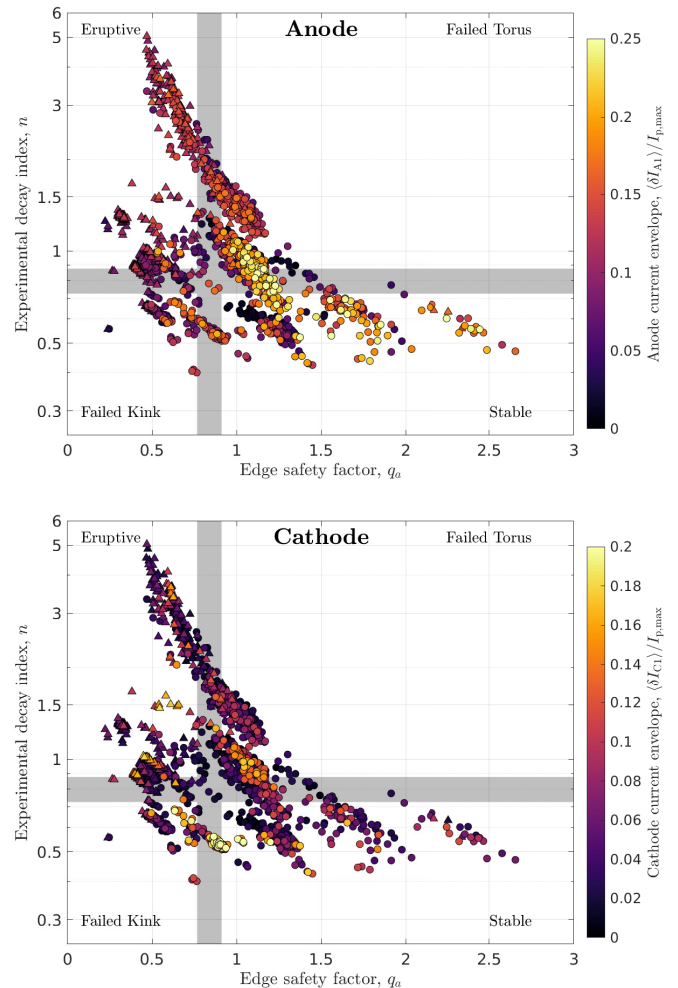 Anode
Eruptive
Failed Torus
Failed Kink
Stable
6
5
3
1.5
1
0.5
0.3
Experimental decay index, n
0 0.5 1 1.5 2 2.5 3
Edge safety factor, qₐ
0.25
0.2
0.15
0.1
0.05
0
Anode current envelope, ⟨δI_A1⟩/I_p,max
Cathode
Eruptive
Failed Torus
Failed Kink
Stable
6
5
3
1.5
1
0.5
0.3
Experimental decay index, n
0 0.5 1 1.5 2 2.5 3
Edge safety factor, qₐ
0.2
0.18
0.16
0.14
0.12
0.1
0.08
0.06
0.04
0.02
0
Cathode current envelope, ⟨δI_C1⟩/I_p,max